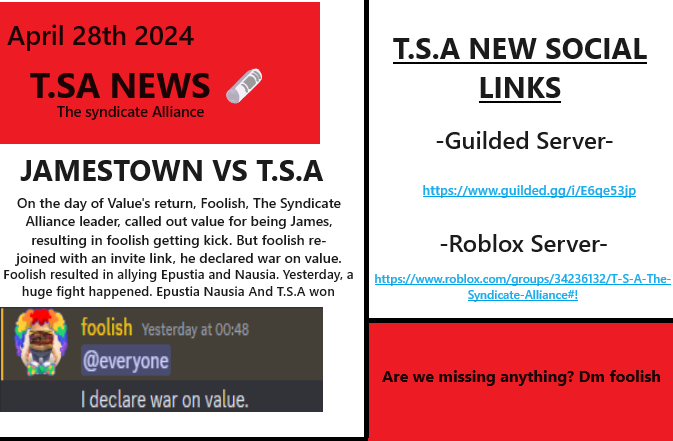 April 28th 2024
T.SA NEWS
The syndicate Alliance
JAMESTOWN VS T.S.A
On the day of Value's return, Foolish, The Syndicate
Alliance leader, called out value for being James,
resulting in foolish getting kick. But foolish re-
joined with an invite link, he declared war on value.
Foolish resulted in allying Epustia and Nausia. Yesterday, a
huge fight happened. Epustia Nausia And T.S.A won
foolish Yesterday at 00:48
@everyone
I declare war on value.
T.S.A NEW SOCIAL
LINKS
-Guilded Server-
https://www.guilded.gg/i/E6qe53jp
-Roblox Server-
https://www.roblox.com/groups/34236132/T-S-A-The-
Syndicate-Alliance#!
Are we missing anything? Dm foolish